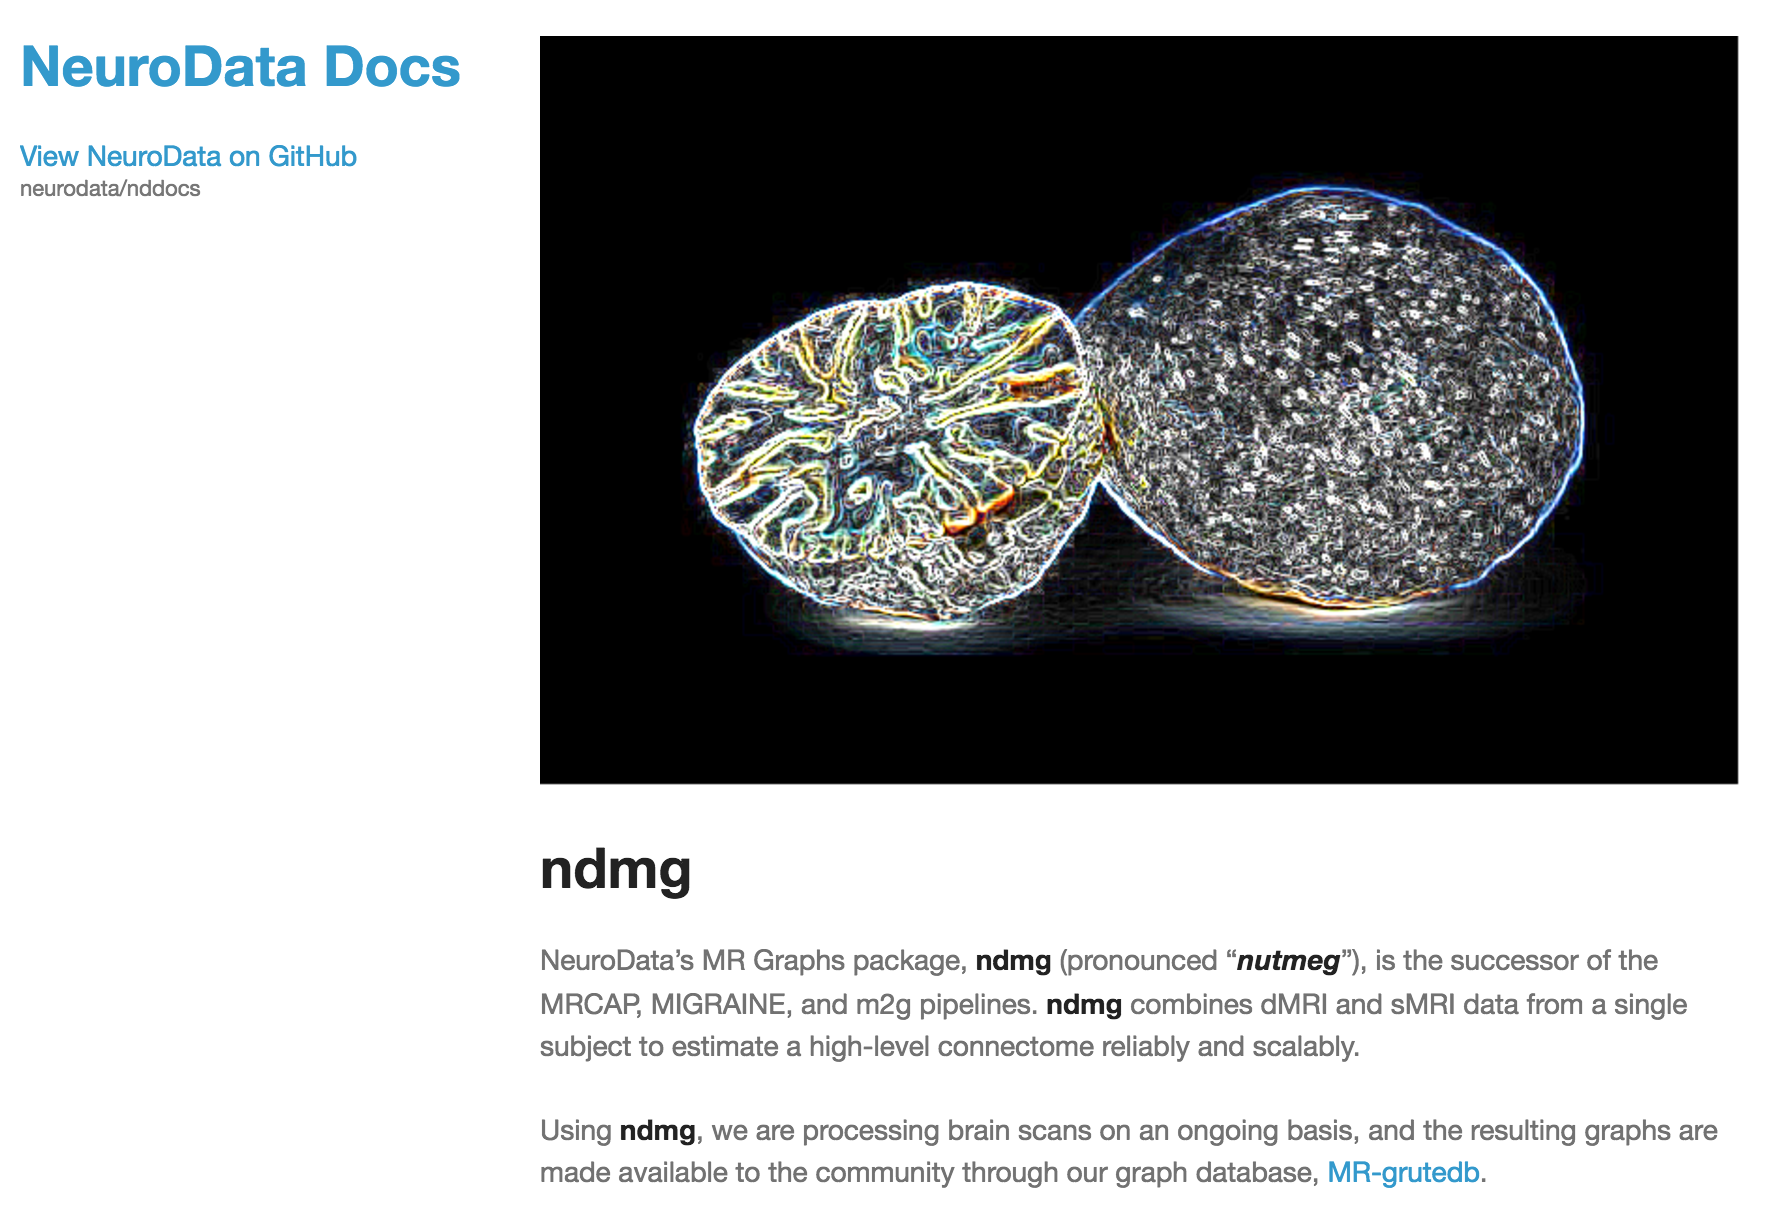 NeuroData Docs
View NeuroData on GitHub
neurodata/nddocs
ndmg
NeuroData’s MR Graphs package, ndmg (pronounced “nutmeg”), is the successor of the
MRCAP, MIGRAINE, and m2g pipelines. ndmg combines dMRI and sMRI data from a single
subject to estimate a high-level connectome reliably and scalably.
Using ndmg, we are processing brain scans on an ongoing basis, and the resulting graphs are
made available to the community through our graph database, MR-grutedb.